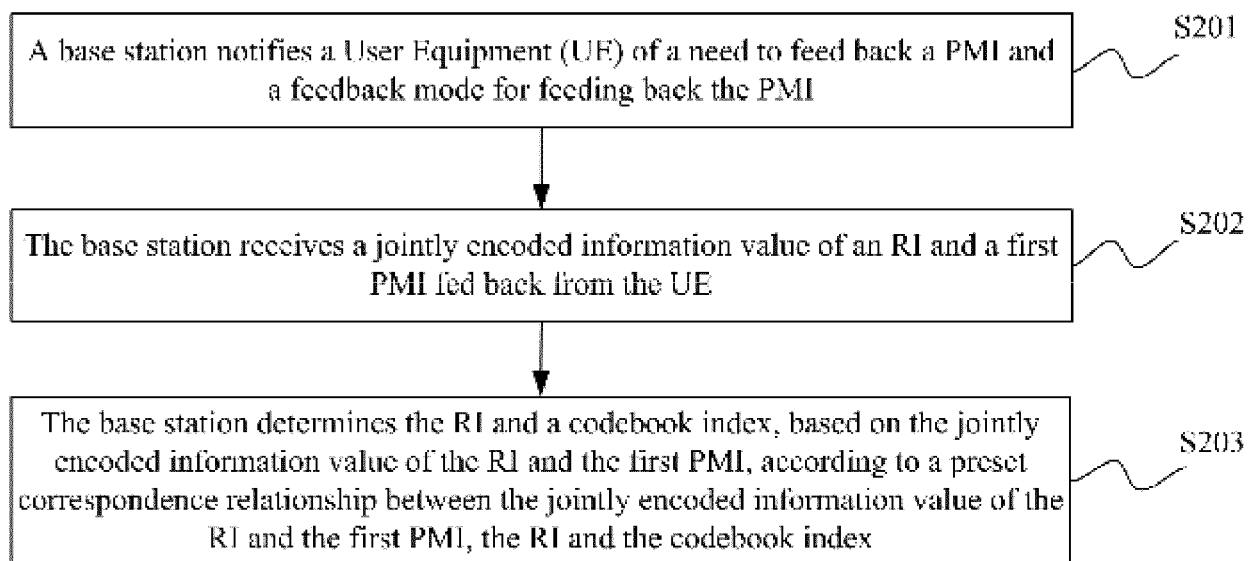 A base station notifies a User Equipment (UE) of a need to feed back a PMI and
a feedback mode for feeding back the PMI
S201
The base station receives a jointly encoded information value of an RI and a first
PMI fed back from the UE
S202
The base station determines the RI and a codebook index, based on the jointly
encoded information value of the RI and the first PMI, according to a preset
correspondence relationship between the jointly encoded information value of the
RI and the first PMI, the RI and the codebook index
S203